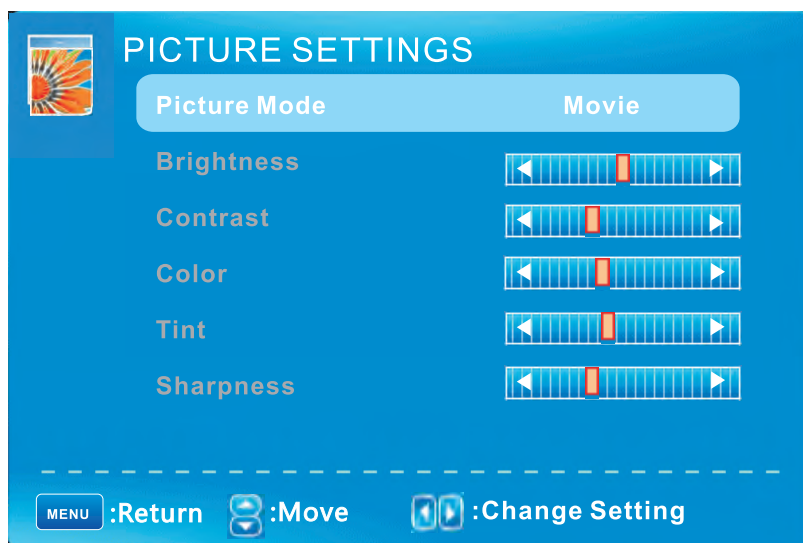 PICTURE SETTINGS
Picture Mode Movie
Brightness
Contrast
Color
Tint
Sharpness
MENU :Return :Move :Change Setting